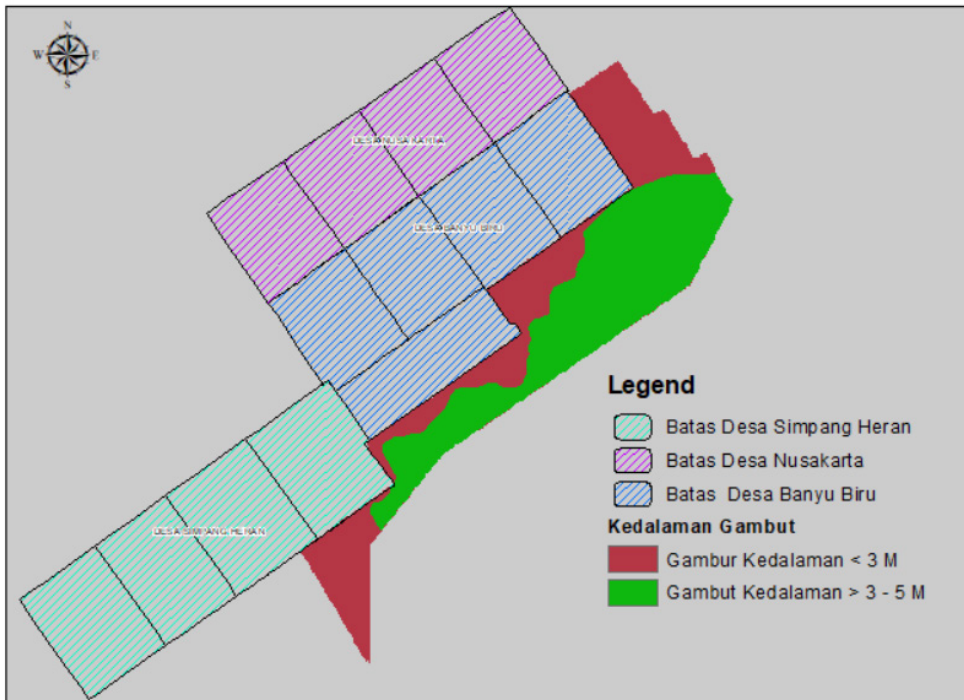 N
W E
S
DESA NUSAKARTA
DESA BANYU BIRU
DESA SIMPANG HERAN
Legend
Batas Desa Simpang Heran
Batas Desa Nusakarta
Batas Desa Banyu Biru
Kedalaman Gambut
Gambur Kedalaman < 3 M
Gambut Kedalaman > 3 - 5 M